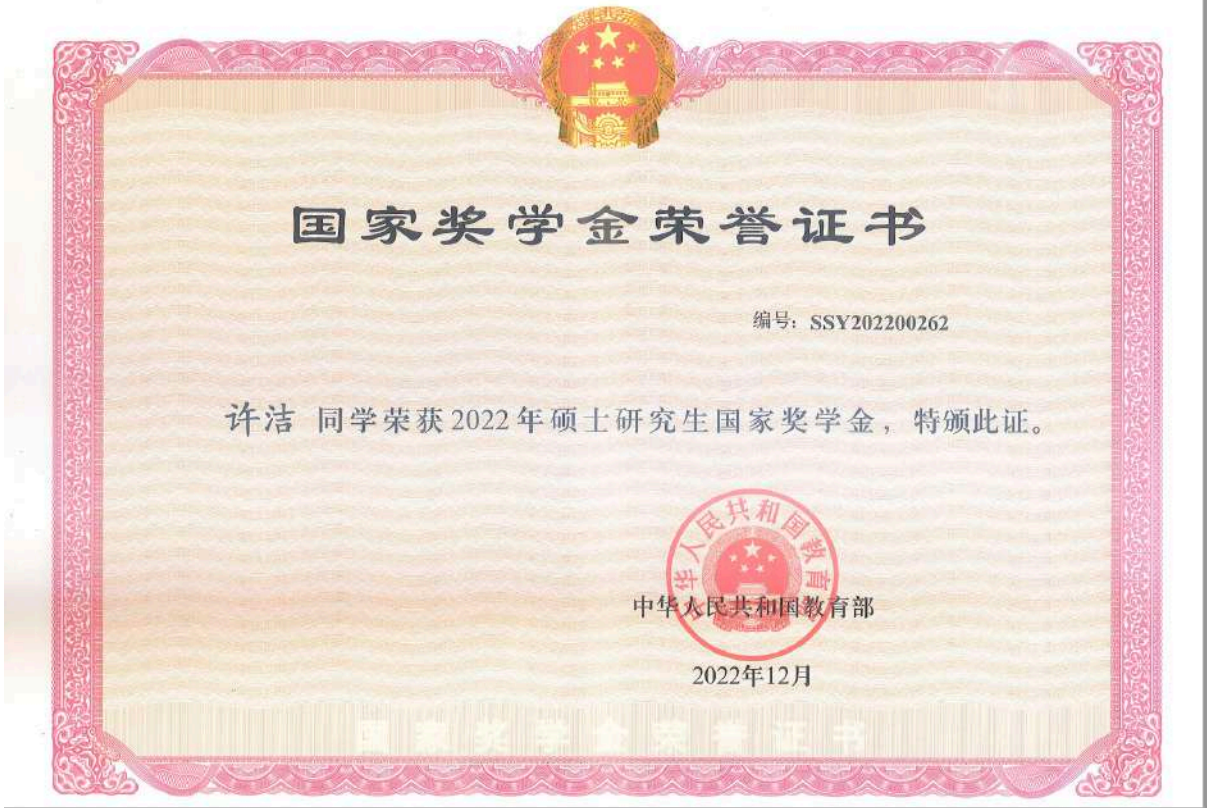 国家奖学金荣誉证书
编号：SSY202200262
许洁 同学荣获2022年硕士研究生国家奖学金，特颁此证。
中华人民共和国教育部
中华人民共和国教育部
2022年12月
国家奖学金荣誉证书